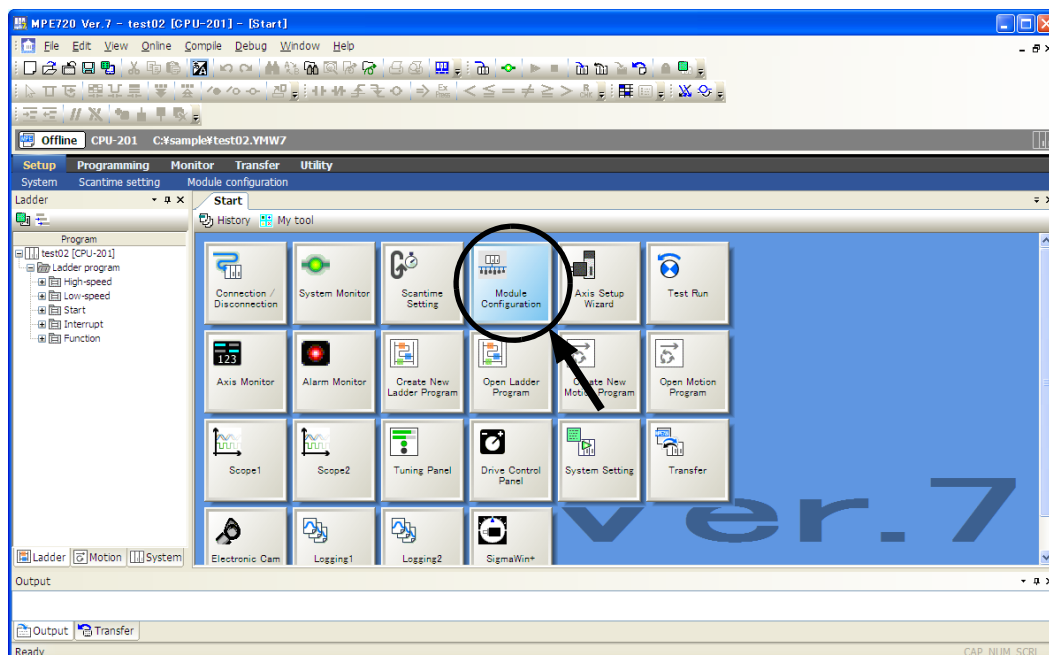 MPE720 Ver.7 - test02 [CPU-201] - [Start]
File Edit View Online Compile Debug Window Help
Offline CPU-201 C:¥sample¥test02.YMW7
Setup Programming Monitor Transfer Utility
System Scantime setting Module configuration
Ladder
Start
History My tool
Program
test02 [CPU-201]
Ladder program
High-speed
Low-speed
Start
Interrupt
Function
Connection / Disconnection
System Monitor
Scantime Setting
Module Configuration
Axis Setup Wizard
Test Run
123
Axis Monitor
Alarm Monitor
Create New Ladder Program
Open Ladder Program
Create New Motion Program
Open Motion Program
Scope1
Scope2
Tuning Panel
Drive Control Panel
System Setting
Transfer
Electronic Cam
Logging1
Logging2
SigmaWin+
ver.7
Ladder Motion System
Output
Output Transfer
Ready
CAP NUM SCRL